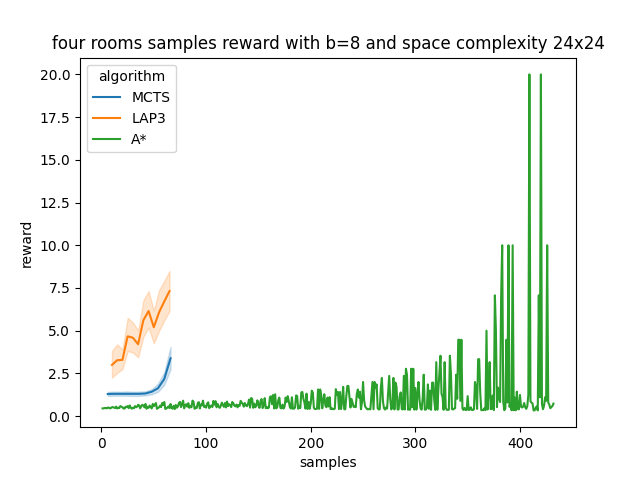 four rooms samples reward with b=8 and space complexity 24x24
algorithm
MCTS
LAP3
A*
20.0
17.5
15.0
12.5
10.0
7.5
5.0
2.5
0.0
reward
0 100 200 300 400
samples